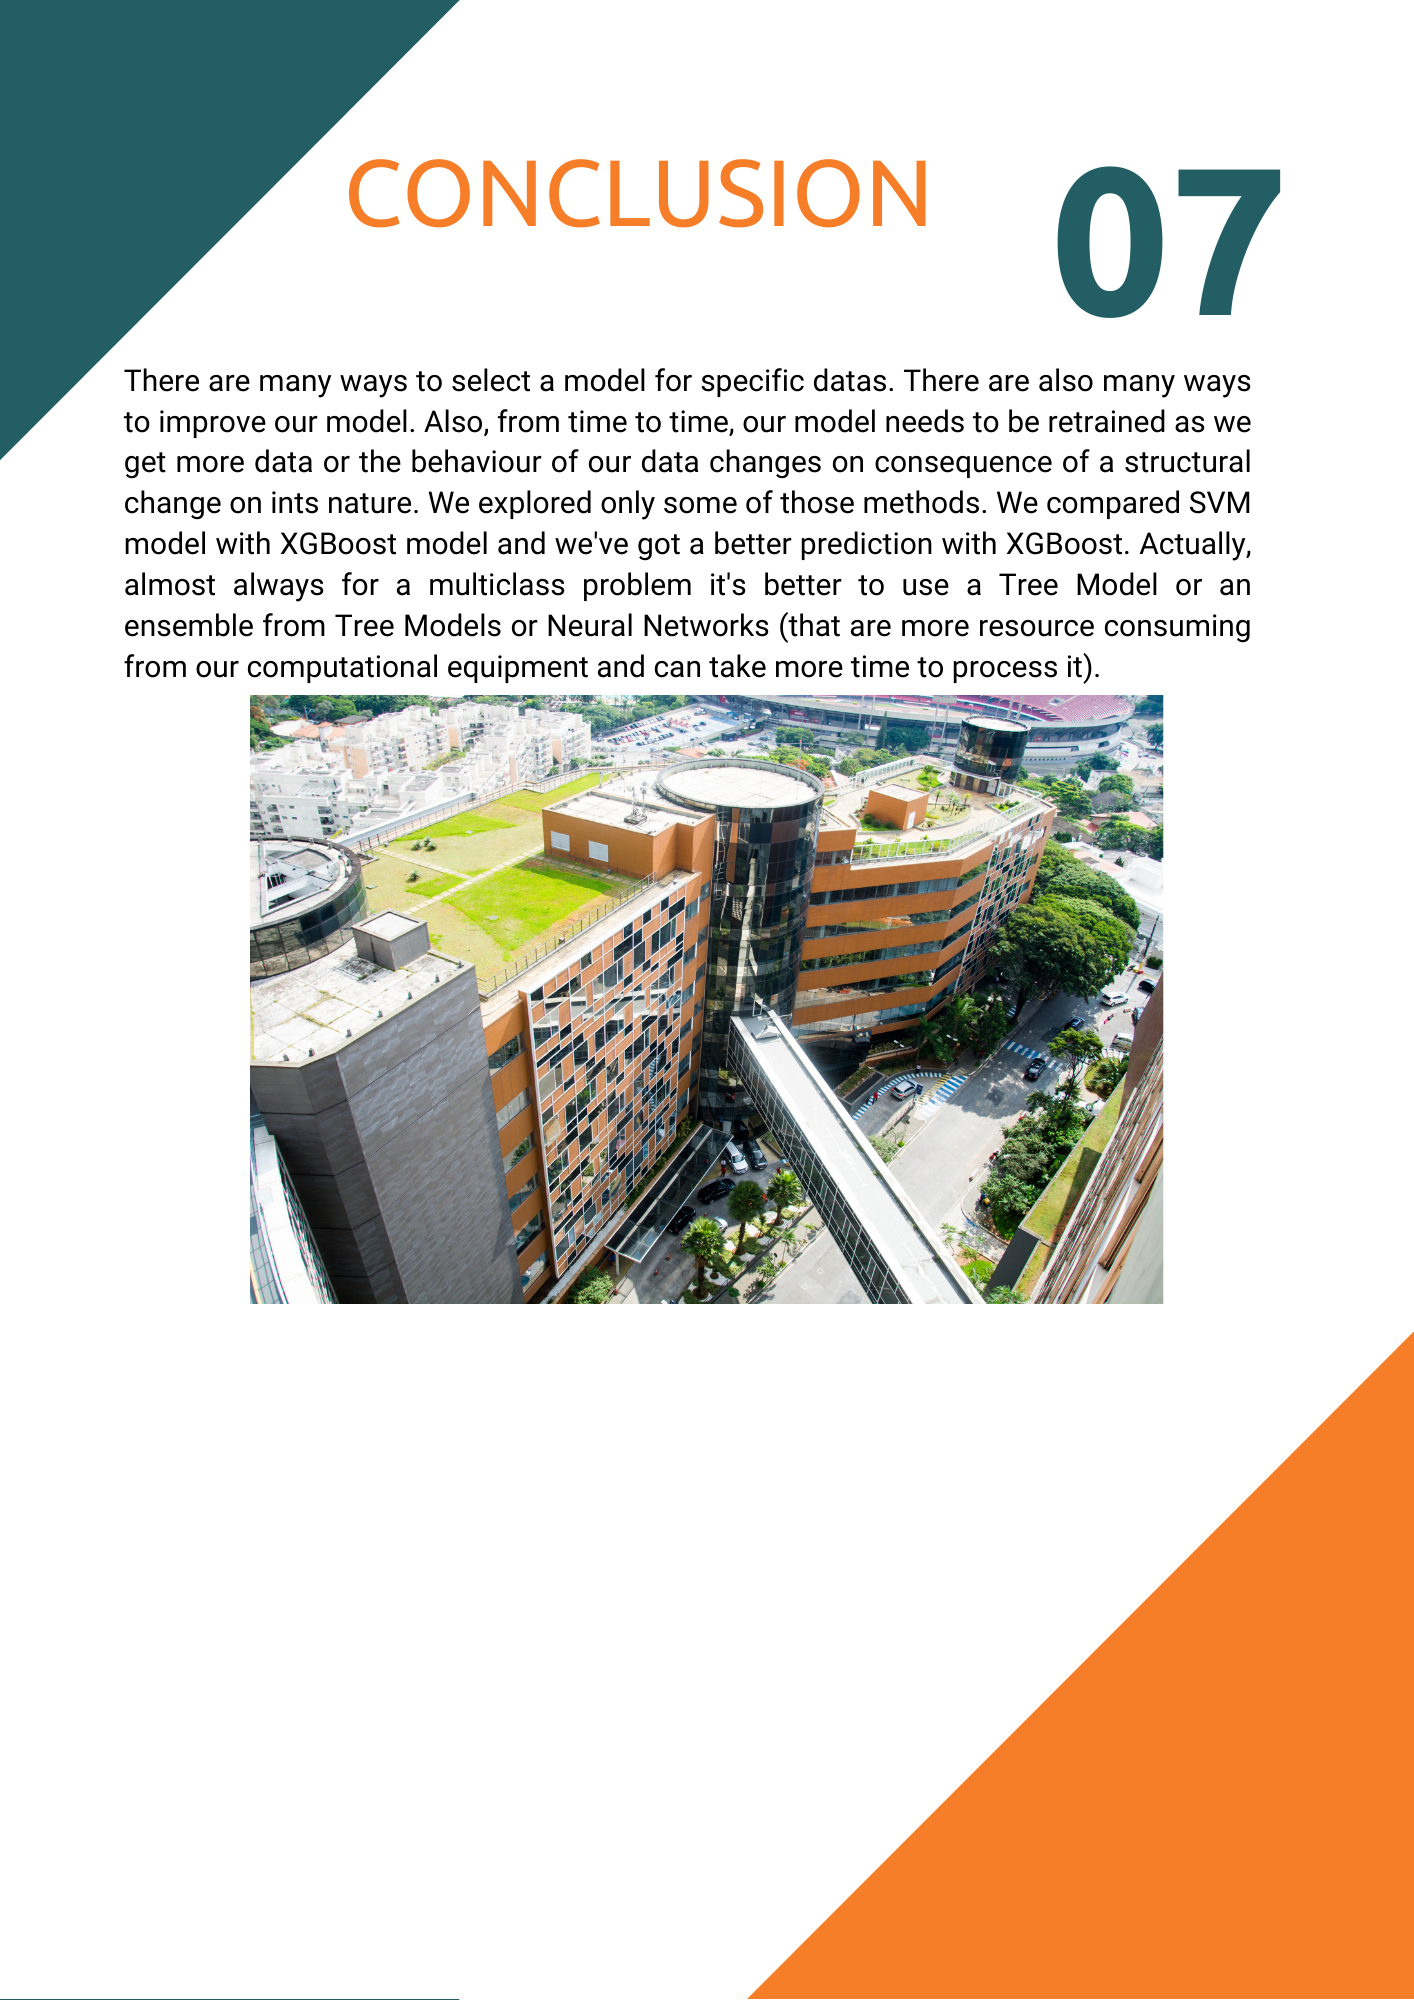 CONCLUSION
07
There are many ways to select a model for specific datas. There are also many ways
to improve our model. Also, from time to time, our model needs to be retrained as we
get more data or the behaviour of our data changes on consequence of a structural
change on ints nature. We explored only some of those methods. We compared SVM
model with XGBoost model and we've got a better prediction with XGBoost. Actually,
almost always for a multiclass problem it's better to use a Tree Model or an
ensemble from Tree Models or Neural Networks (that are more resource consuming
from our computational equipment and can take more time to process it).